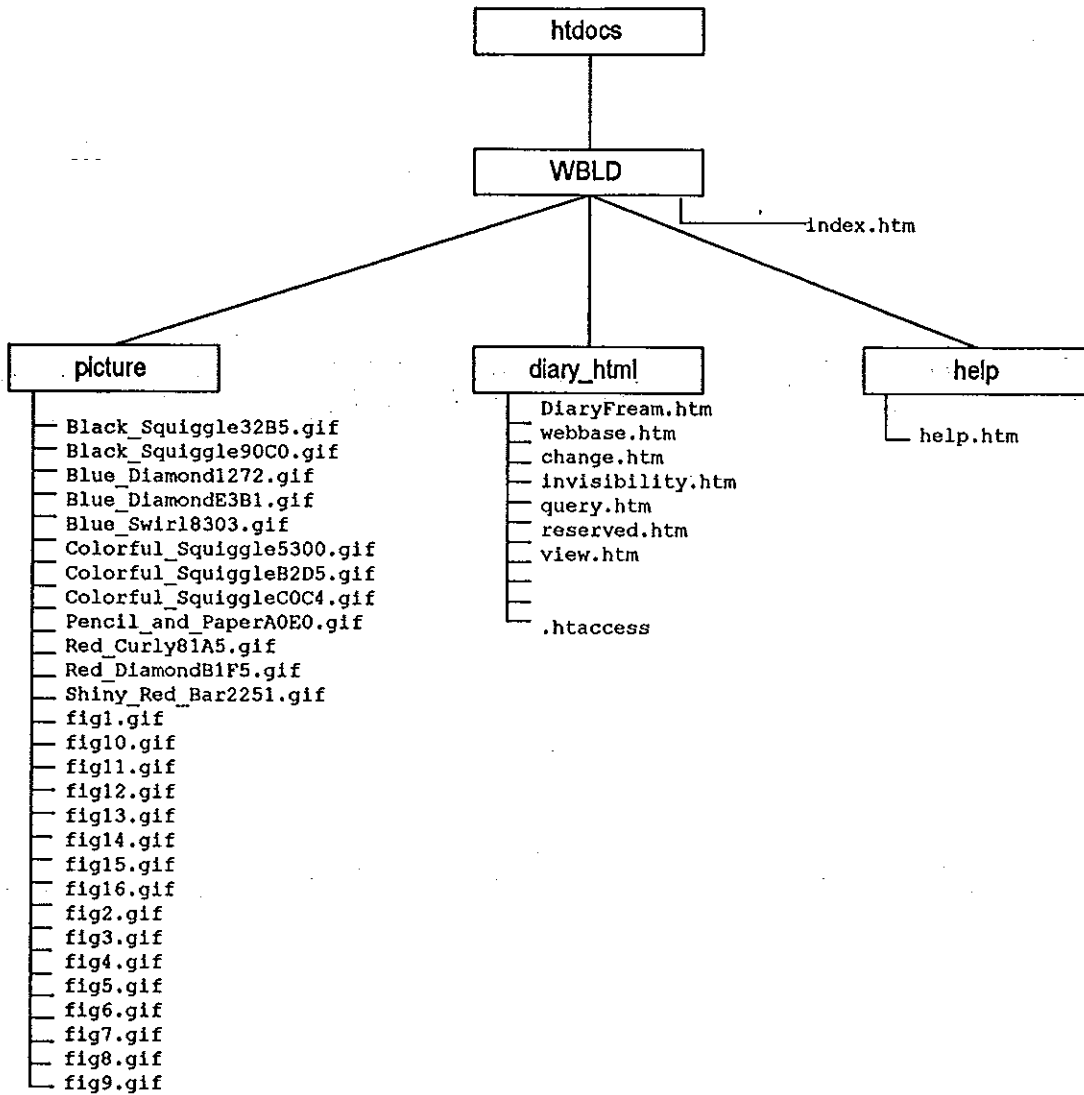 htdocs
WBLD
index.htm
picture
Black_Squiggle32B5.gif
Black_Squiggle90C0.gif
Blue_Diamond1272.gif
Blue_DiamondE3B1.gif
Blue_Swirl8303.gif
Colorful_Squiggle5300.gif
Colorful_SquiggleB2D5.gif
Colorful_SquiggleC0C4.gif
Pencil_and_PaperA0E0.gif
Red_Curly81A5.gif
Red_DiamondB1F5.gif
Shiny_Red_Bar2251.gif
fig1.gif
fig10.gif
fig11.gif
fig12.gif
fig13.gif
fig14.gif
fig15.gif
fig16.gif
fig2.gif
fig3.gif
fig4.gif
fig5.gif
fig6.gif
fig7.gif
fig8.gif
fig9.gif
diary_html
DiaryFream.htm
webbase.htm
change.htm
invisibility.htm
query.htm
reserved.htm
view.htm
.htaccess
help
help.htm